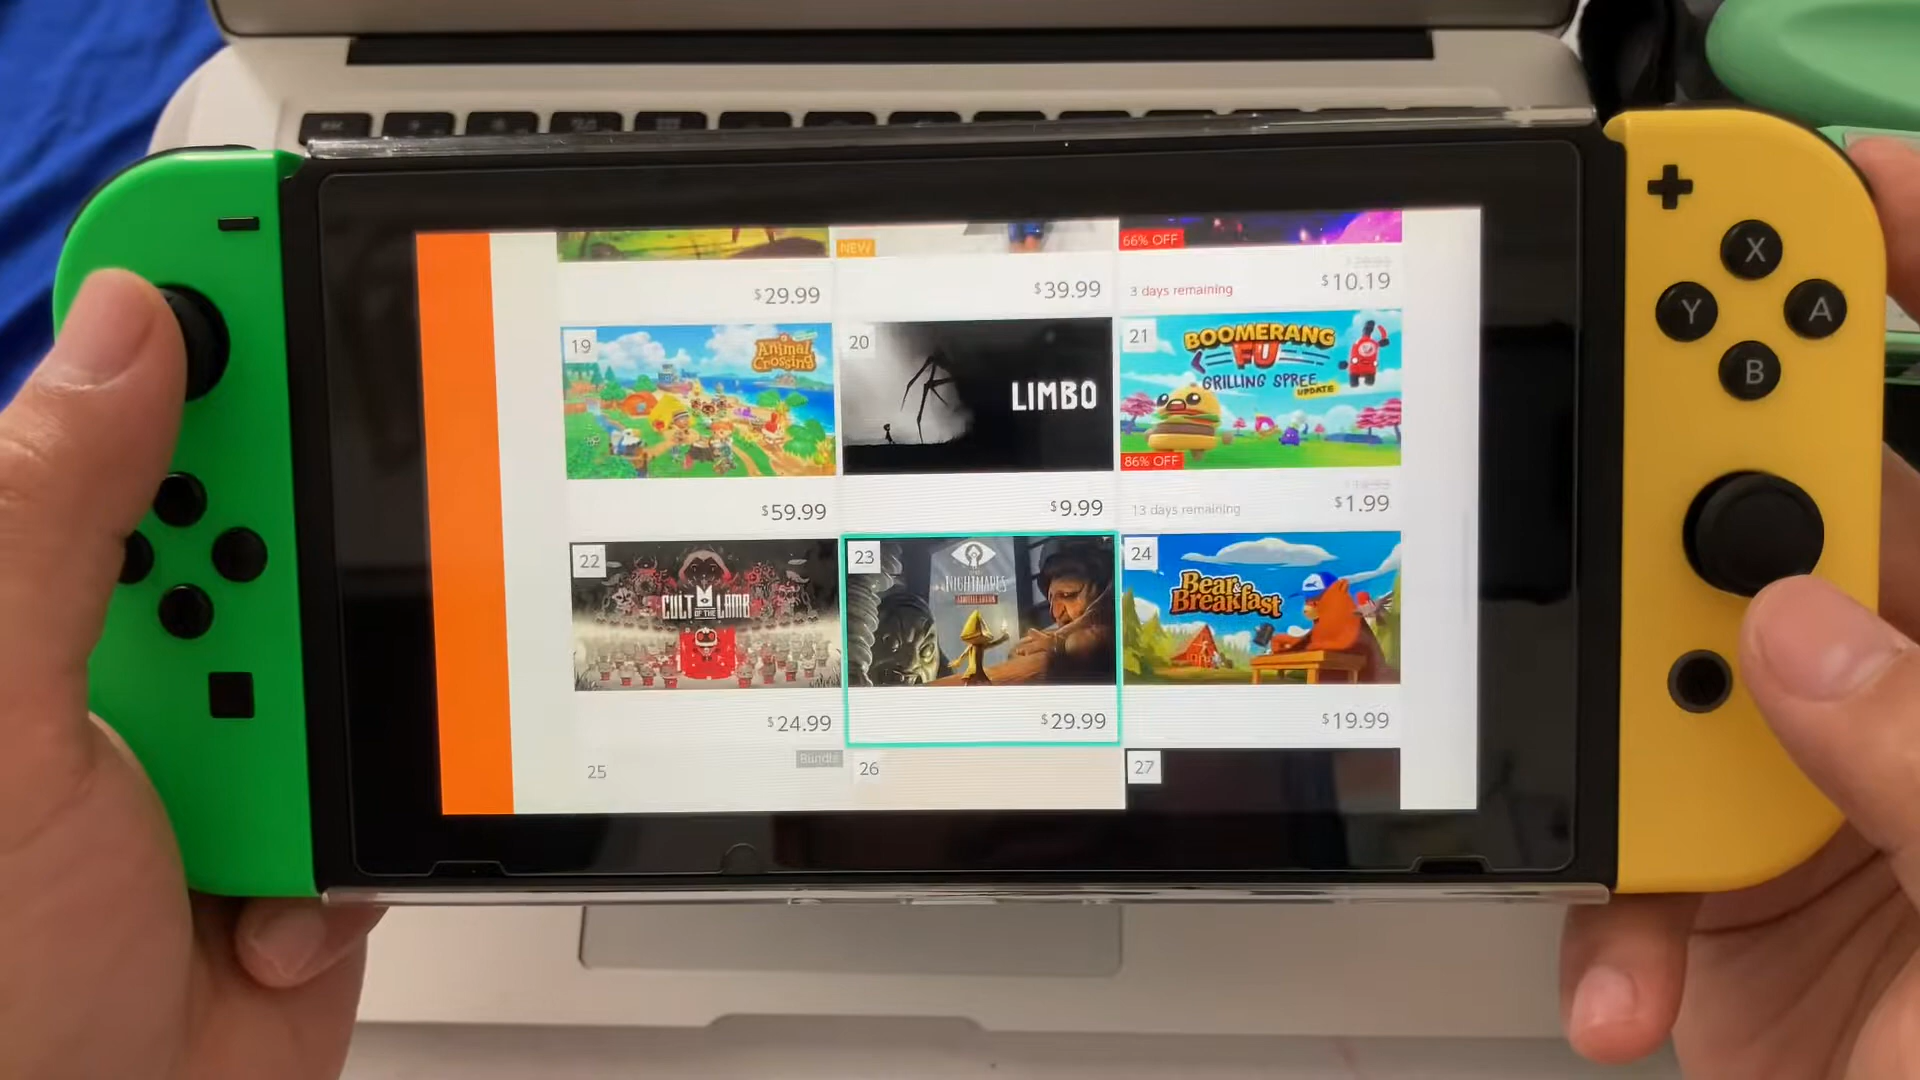 NEW
66% OFF
$29.99
$39.99
3 days remaining
$10.19
19
Animal
Crossing
20
LIMBO
21
BOOMERANG
FU
GRILLING SPREE
UPDATE
86% OFF
$59.99
$9.99
13 days remaining
$1.99
22
CULT OF THE LAMB
23
NIGHTMARES
24
Bear &
Breakfast
$24.99
$29.99
$19.99
25
Bundle
26
27
X
Y
A
B